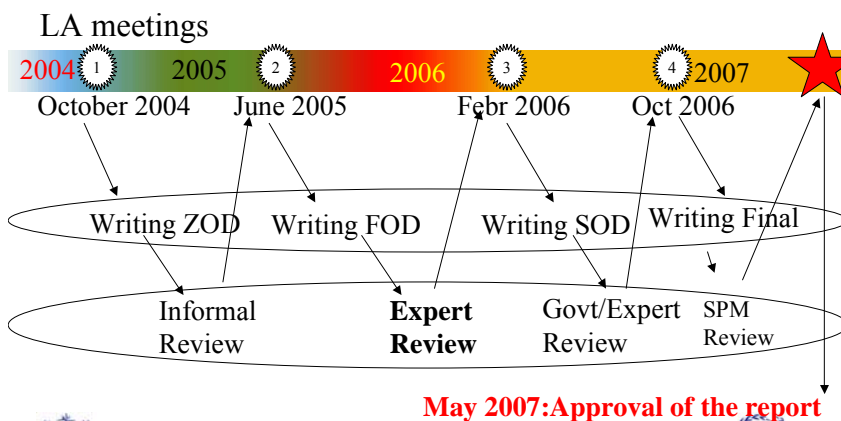 LA meetings
2004 1 2005 2 2006 3 4 2007
October 2004 June 2005 Febr 2006 Oct 2006
Writing ZOD Writing FOD Writing SOD Writing Final
Informal Expert Govt/Expert SPM
Review Review Review Review
May 2007:Approval of the report